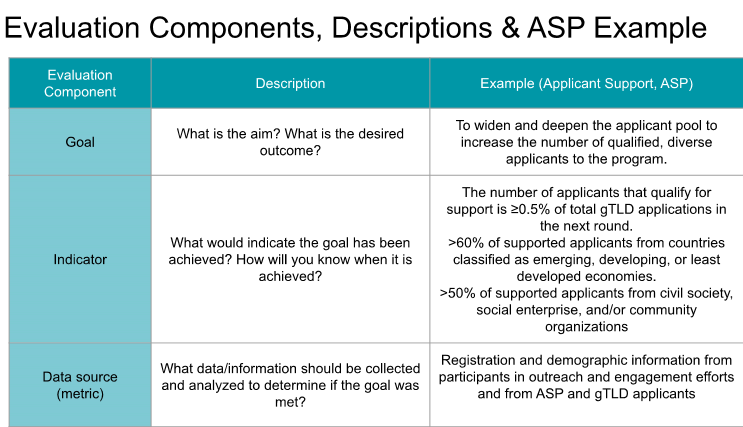 Evaluation Components, Descriptions & ASP Example
Evaluation
Component
Description
Example (Applicant Support, ASP)
Goal
What is the aim? What is the desired
outcome?
To widen and deepen the applicant pool to
increase the number of qualified, diverse
applicants to the program.
Indicator
What would indicate the goal has been
achieved? How will you know when it is
achieved?
The number of applicants that qualify for
support is ≥0.5% of total gTLD applications in
the next round.
>60% of supported applicants from countries
classified as emerging, developing, or least
developed economies.
>50% of supported applicants from civil society,
social enterprise, and/or community
organizations
Data source
(metric)
What data/information should be collected
and analyzed to determine if the goal was
met?
Registration and demographic information from
participants in outreach and engagement efforts
and from ASP and gTLD applicants